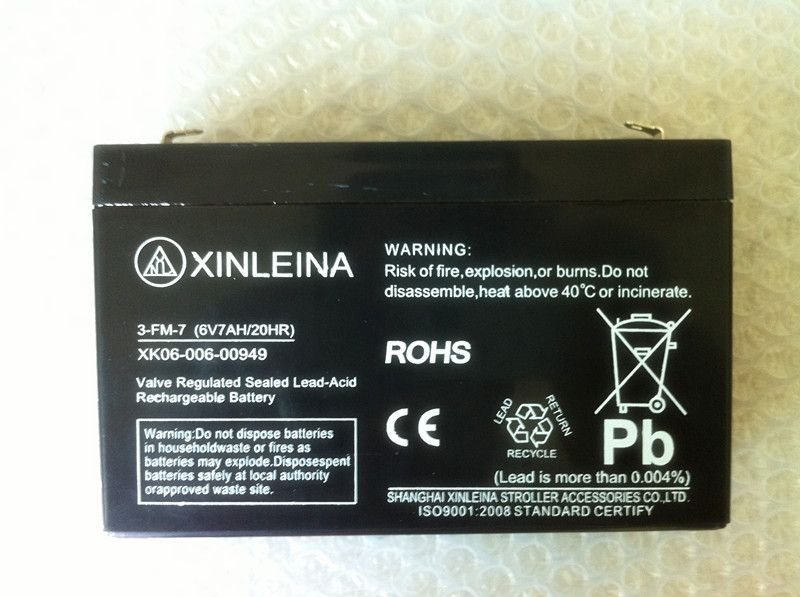 XINLEINA
3-FM-7 (6V7AH/20HR)
XK06-006-00949
Valve Regulated Sealed Lead-Acid
Rechargeable Battery
Warning:Do not dispose batteries
in householdwaste or fires as
batteries may explode.Disposespent
batteries safely at local authority
orapproved waste site.
WARNING:
Risk of fire,explosion,or burns.Do not
disassemble,heat above 40°C or incinerate.
ROHS
CE
LEAD
RETURN
RECYCLE
Pb
(Lead is more than 0.004%)
SHANGHAI XINLEINA STROLLER ACCESSORIES CO.,LTD.
ISO9001:2008 STANDARD CERTIFY